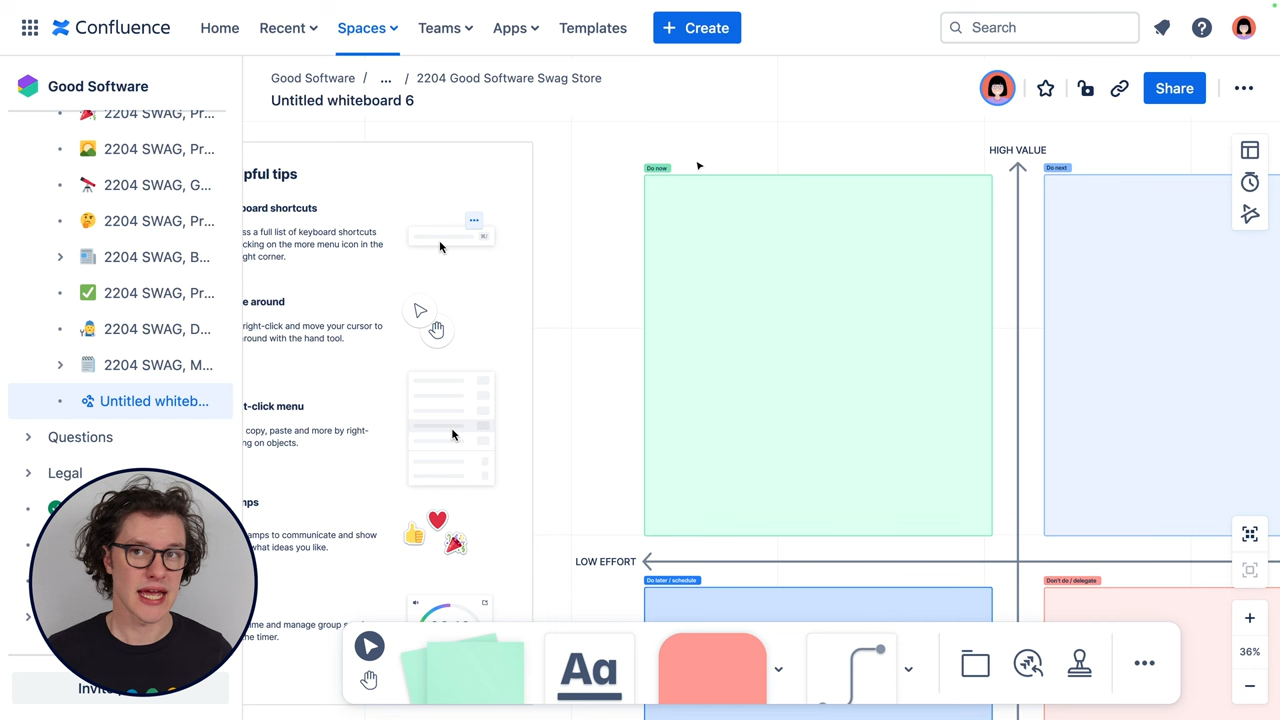 Confluence
Home
Recent
Spaces
Teams
Apps
Templates
+ Create
Search
Good Software
Good Software / ... / 2204 Good Software Swag Store
Untitled whiteboard 6
Share
2204 SWAG, Pr...
2204 SWAG, Pr...
2204 SWAG, G...
2204 SWAG, Pr...
2204 SWAG, B...
2204 SWAG, Pr...
2204 SWAG, D...
2204 SWAG, M...
Untitled whiteb...
Questions
Legal
pful tips
board shortcuts
ss a full list of keyboard shortcuts
cking on the more menu icon in the
ght corner.
e around
right-click and move your cursor to
around with the hand tool.
t-click menu
copy, paste and more by right-
ng on objects.
mps
amps to communicate and show
what ideas you like.
ime and manage group s
he timer.
HIGH VALUE
Do now
Do next
LOW EFFORT
Do later / schedule
Don't do / delegate
Aa
36%